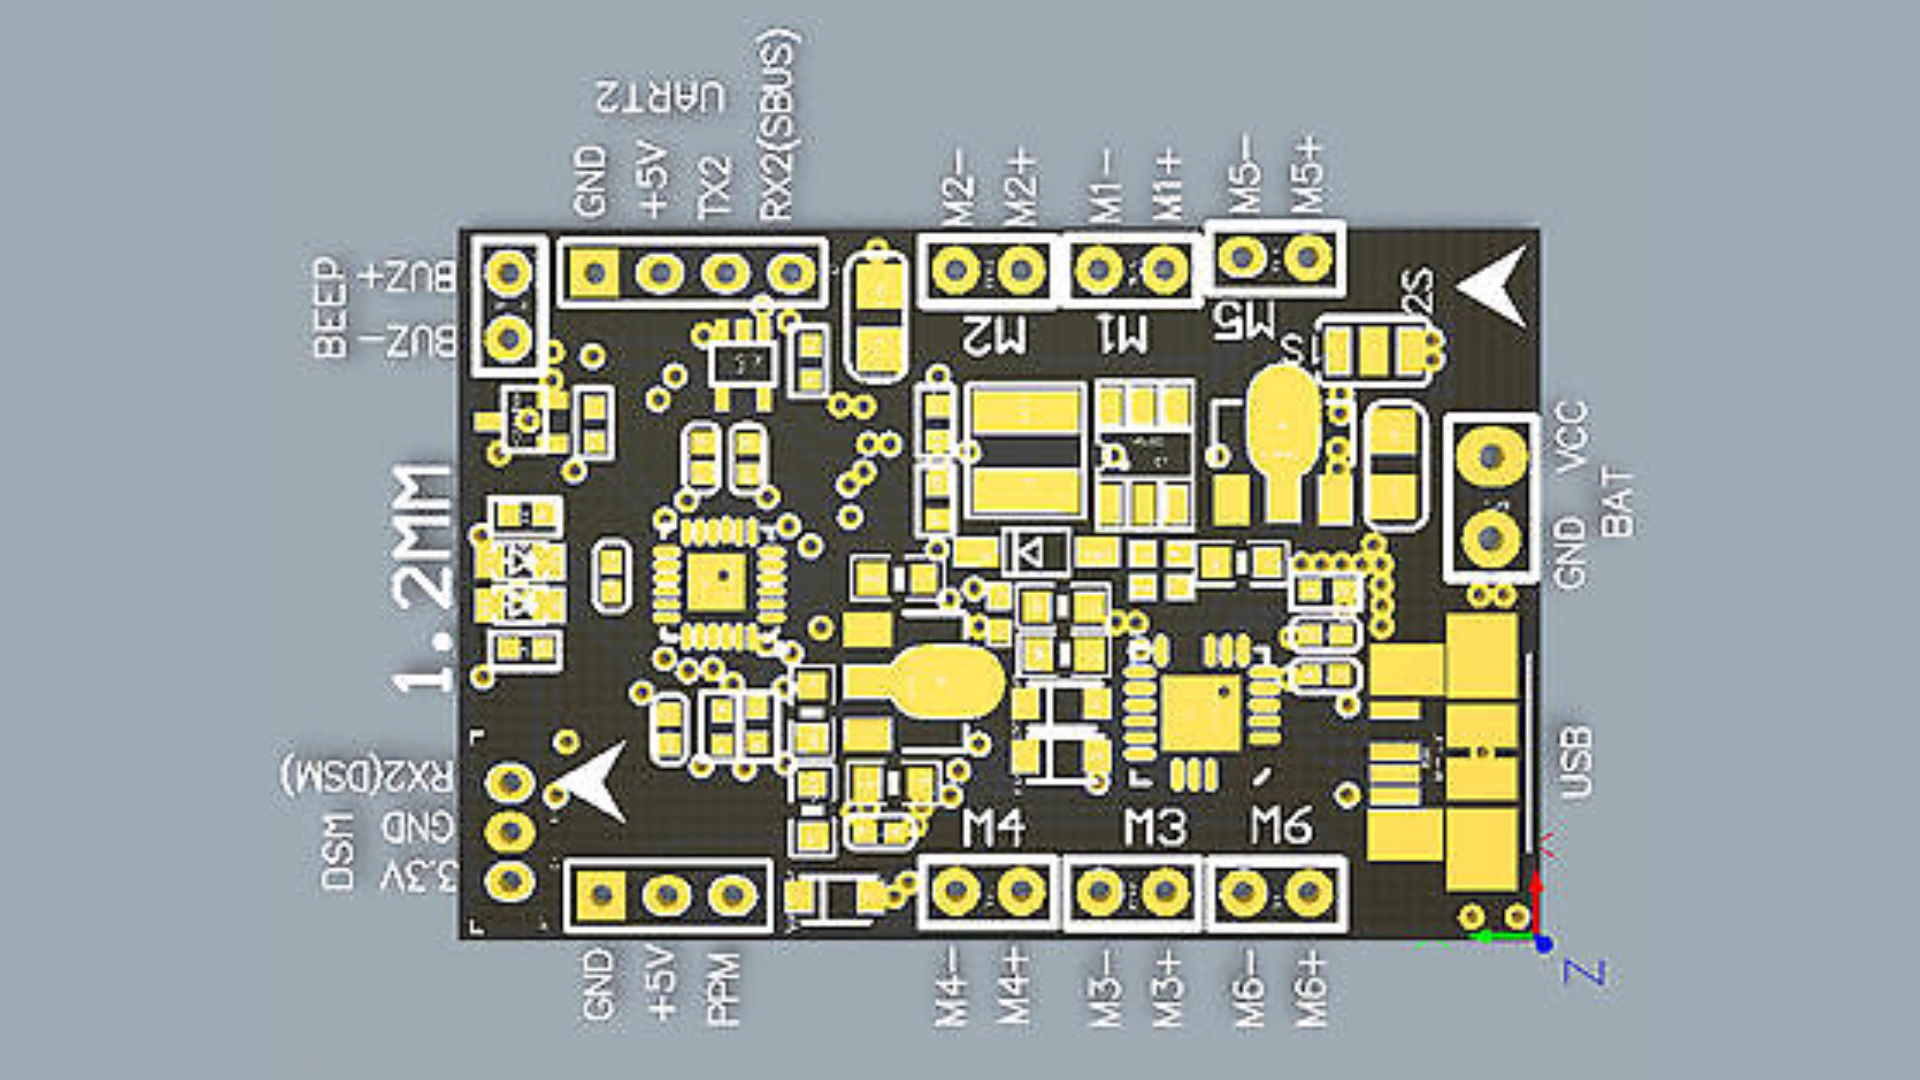 UART2
GND
+5V
TX2
RX2(SBUS)
M2-
M2+
M1-
M1+
M5-
M5+
BEEP
BUZ+
BUZ-
M2
M1
M5
1S
2S
VCC
GND
BAT
1.2MM
USB
DSM
RX2(DSM)
GND
3.3V
M4
M3
M6
GND
+5V
PPM
M4-
M4+
M3-
M3+
M6-
M6+
Z